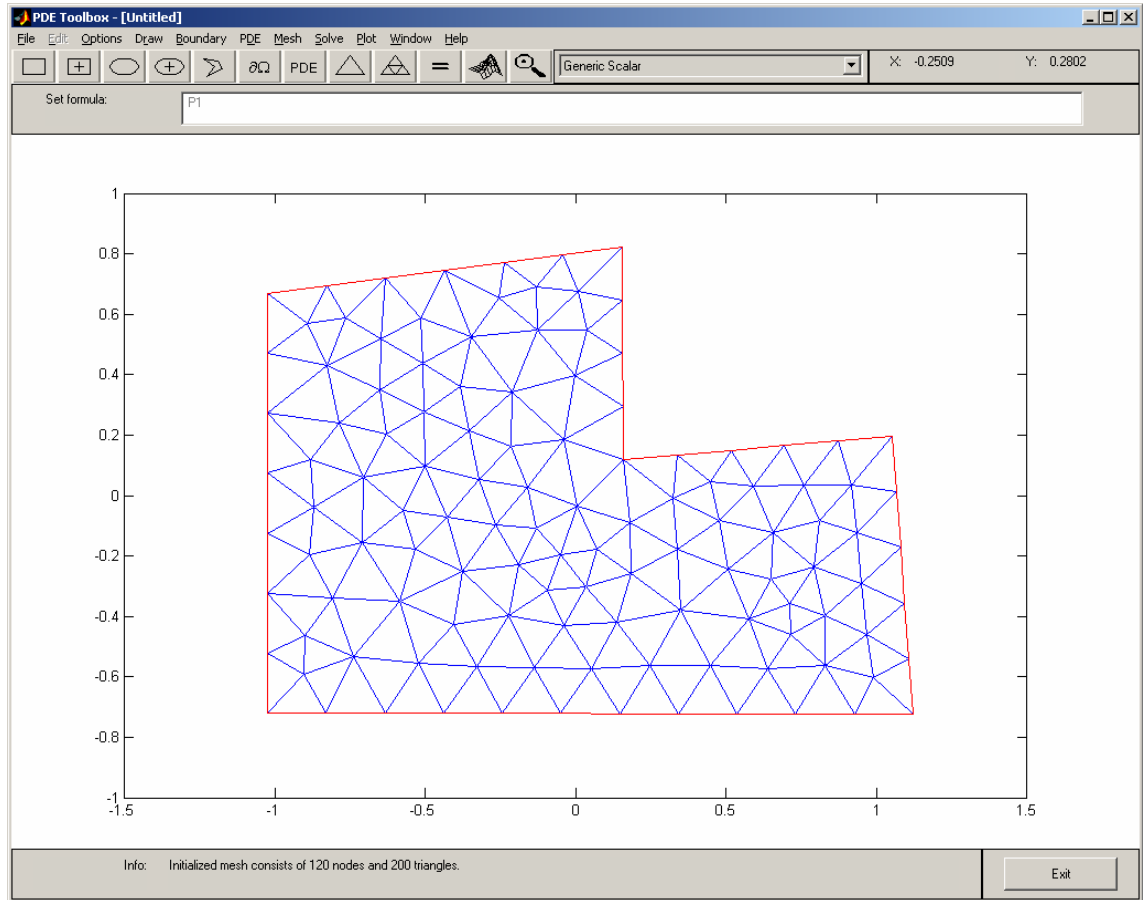 PDE Toolbox - [Untitled]
File Edit Options Draw Boundary PDE Mesh Solve Plot Window Help
∂Ω PDE = Generic Scalar X: -0.2509 Y: 0.2802
Set formula: P1
1
0.8
0.6
0.4
0.2
0
-0.2
-0.4
-0.6
-0.8
-1
-1.5 -1 -0.5 0 0.5 1 1.5
Info: Initialized mesh consists of 120 nodes and 200 triangles.
Exit